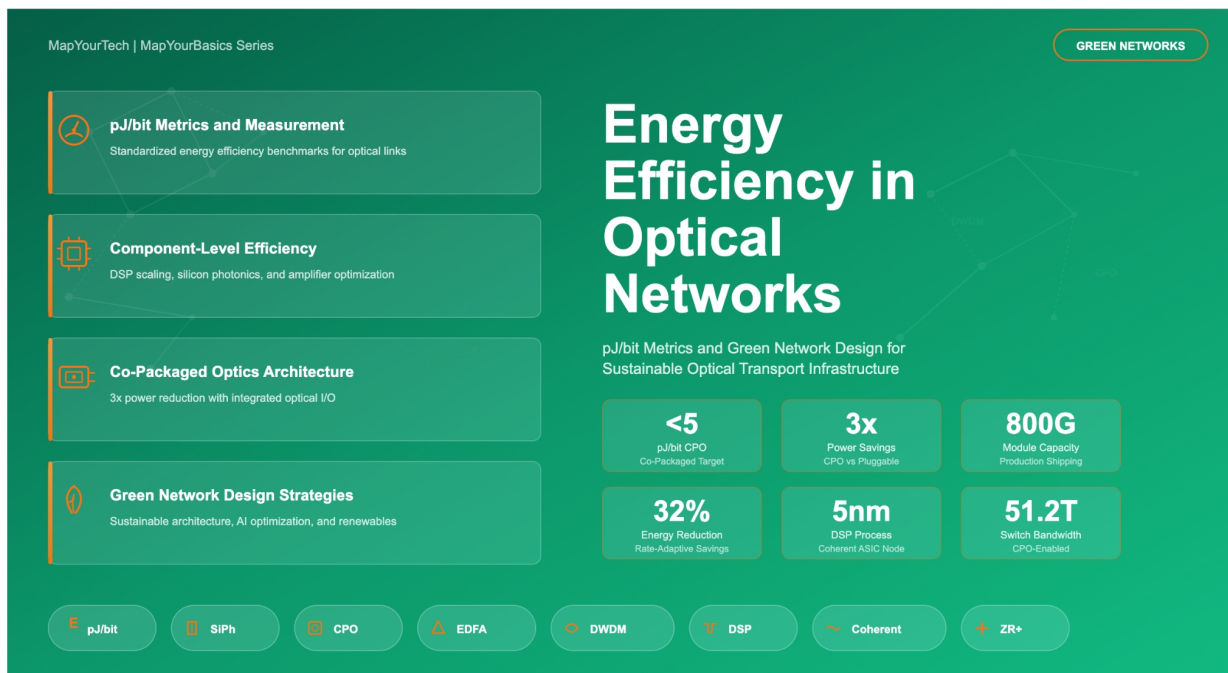 MapYourTech | MapYourBasics Series
GREEN NETWORKS
pJ/bit Metrics and Measurement
Standardized energy efficiency benchmarks for optical links
Component-Level Efficiency
DSP scaling, silicon photonics, and amplifier optimization
Co-Packaged Optics Architecture
3x power reduction with integrated optical I/O
Green Network Design Strategies
Sustainable architecture, AI optimization, and renewables
Energy
Efficiency in
Optical
Networks
pJ/bit Metrics and Green Network Design for
Sustainable Optical Transport Infrastructure
<5
pJ/bit CPO
Co-Packaged Target
3x
Power Savings
CPO vs Pluggable
800G
Module Capacity
Production Shipping
32%
Energy Reduction
Rate-Adaptive Savings
5nm
DSP Process
Coherent ASIC Node
51.2T
Switch Bandwidth
CPO-Enabled
E pJ/bit
SiPh
CPO
EDFA
DWDM
DSP
Coherent
ZR+